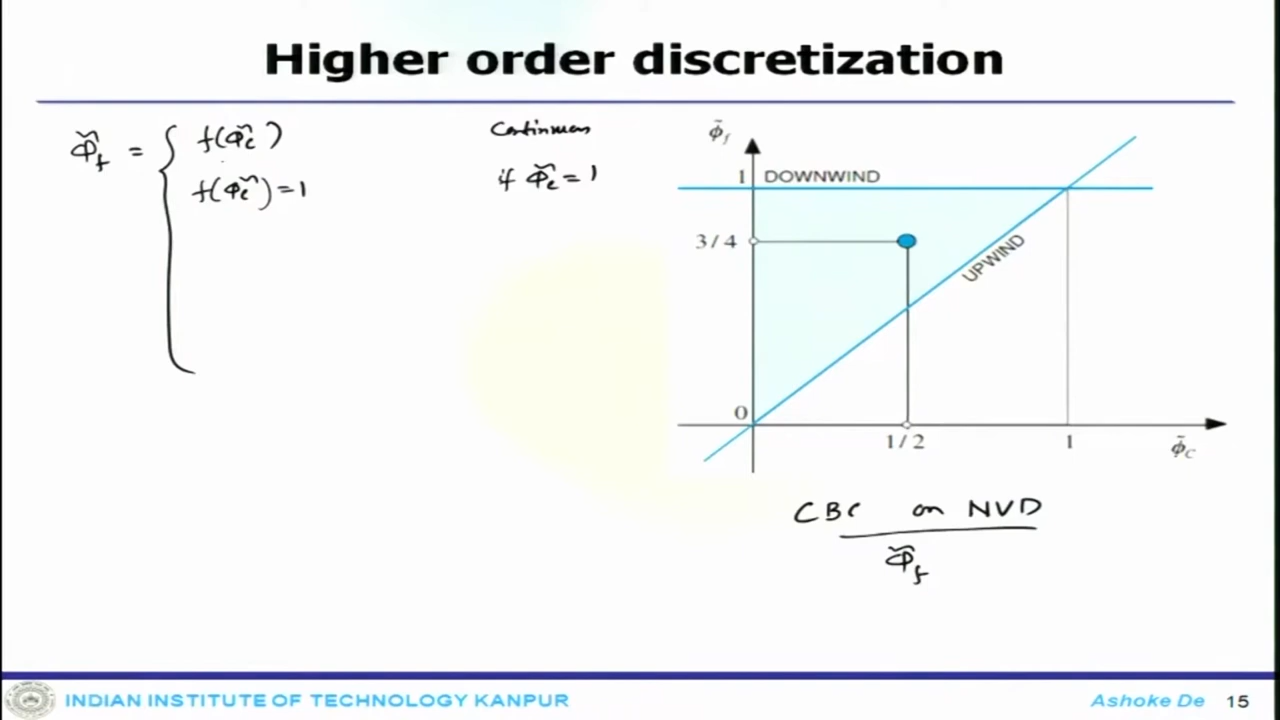 Higher order discretization
Φ̃f = { f(Φ̃c) Continuous
f(Φ̃c) = 1 if Φ̃c = 1
ϕ̃f
1 DOWNWIND
3/4
UPWIND
0
1/2 1 ϕ̃C
CBC on NVD
Φ̃f
INDIAN INSTITUTE OF TECHNOLOGY KANPUR Ashoke De 15